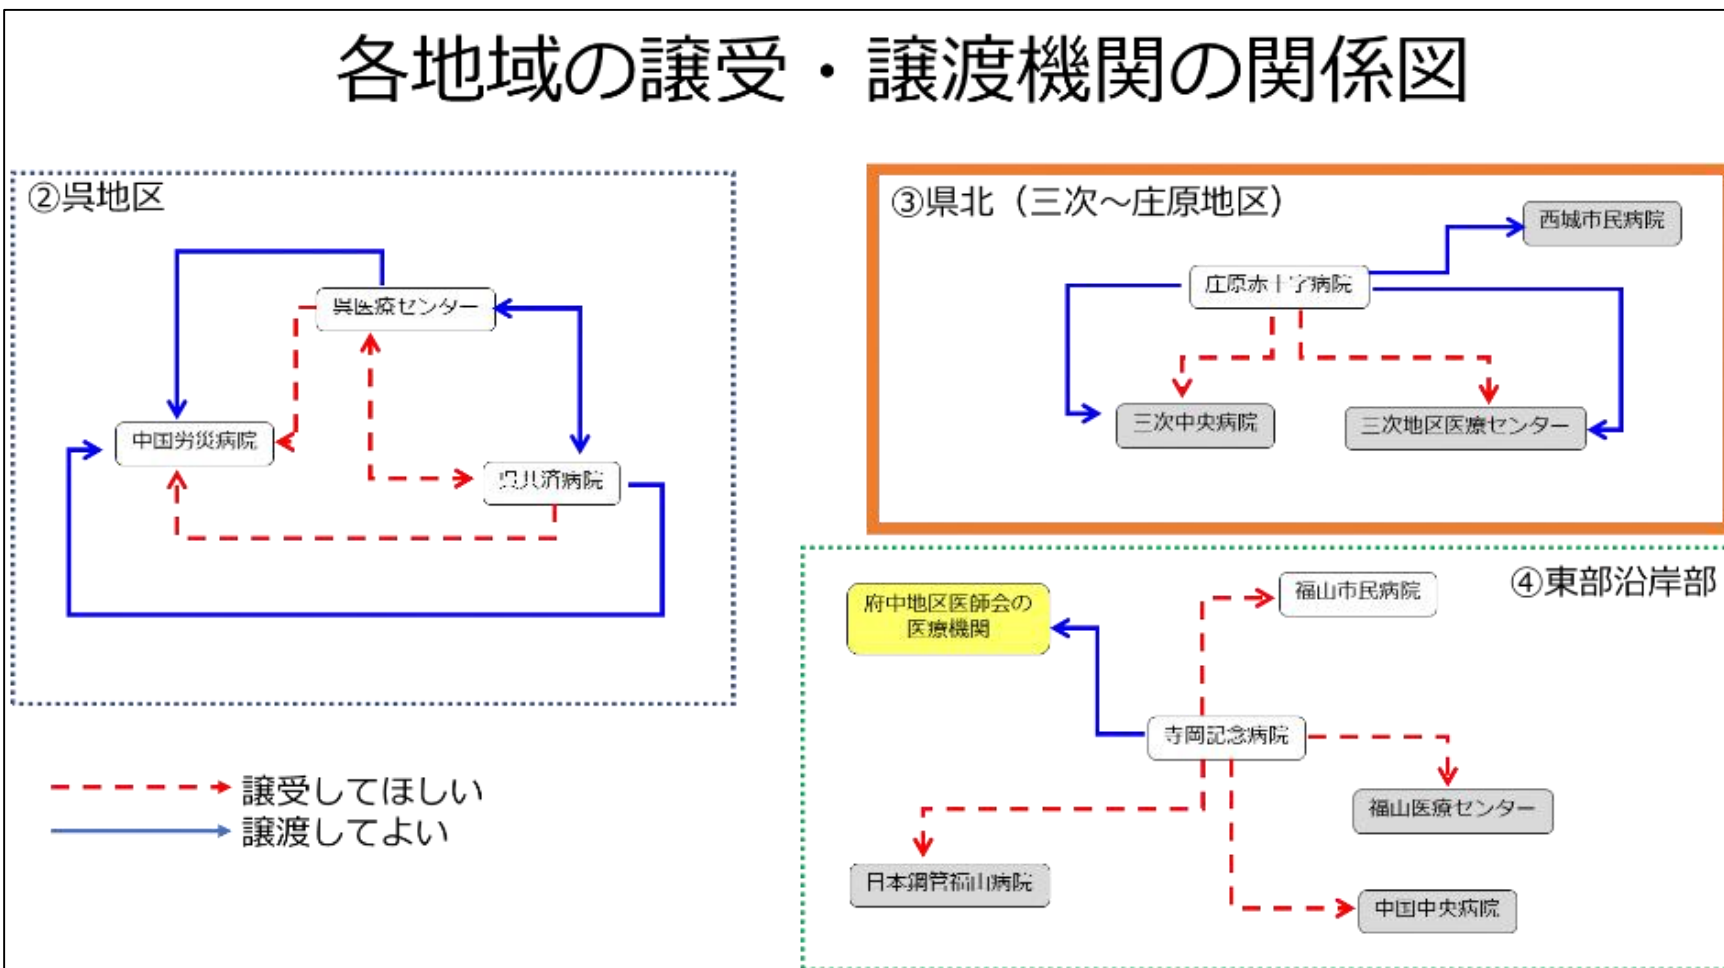 各地域の譲受・譲渡機関の関係図
②呉地区
呉医療センター
中国労災病院
呉共済病院
③県北（三次～庄原地区）
西城市民病院
庄原赤十字病院
三次中央病院
三次地区医療センター
④東部沿岸部
府中地区医師会の
医療機関
福山市民病院
寺岡記念病院
福山医療センター
日本鋼管福山病院
中国中央病院
譲受してほしい
譲渡してよい